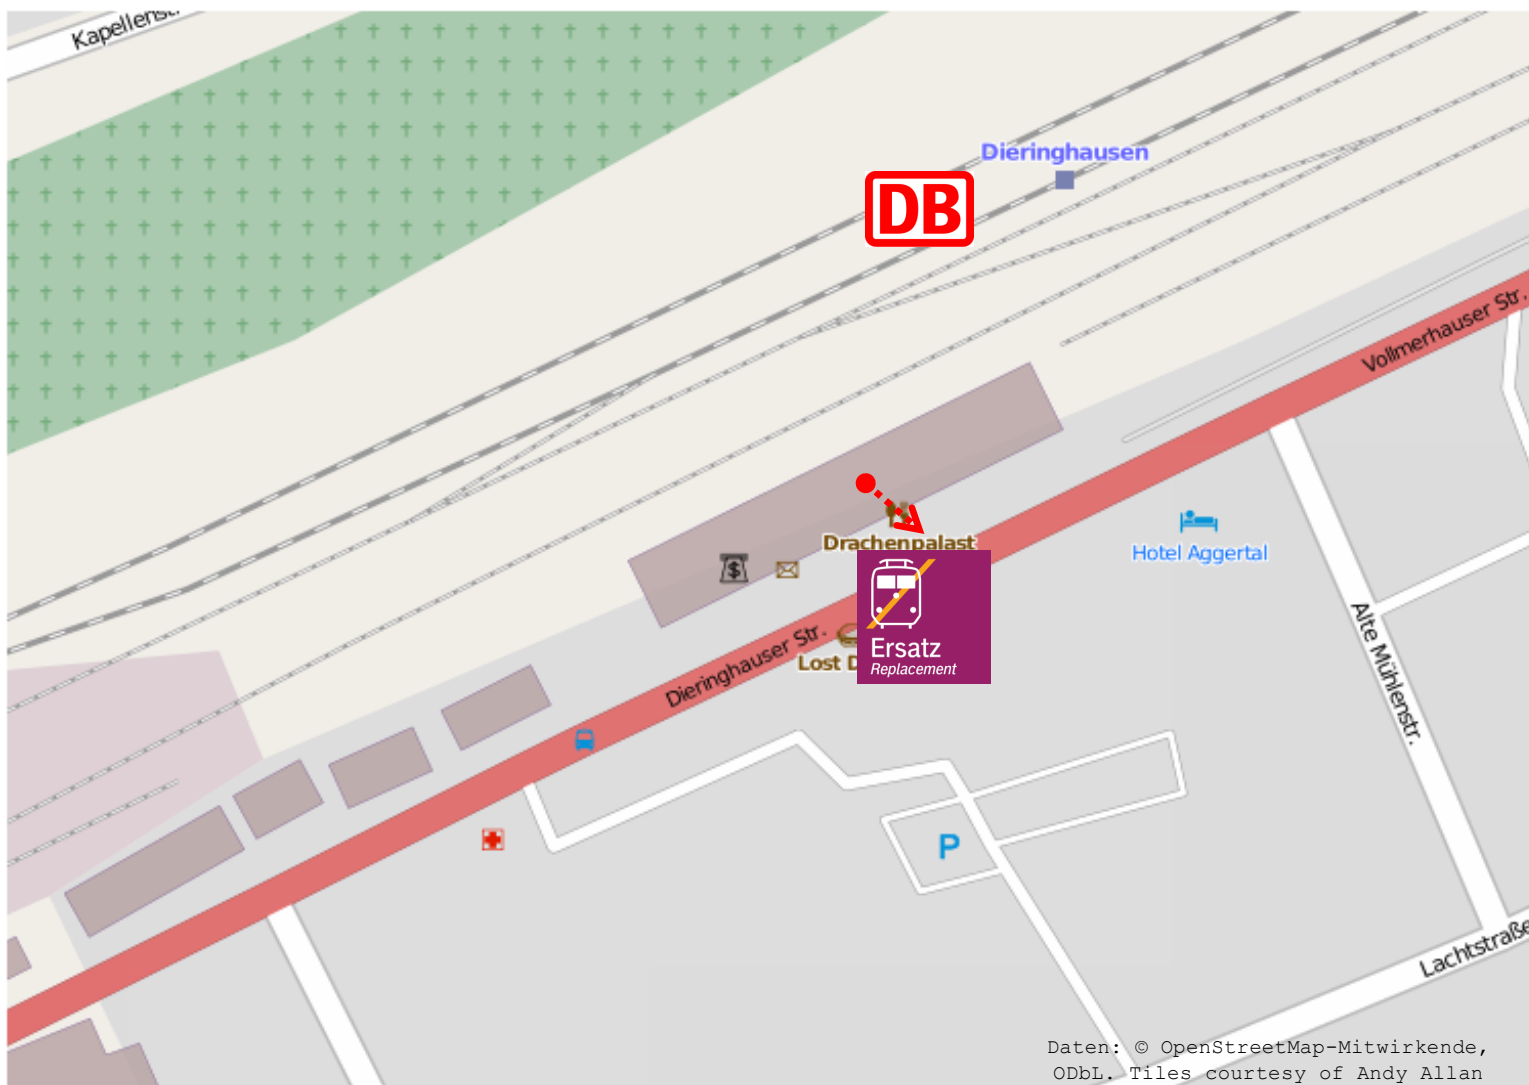 Kapellenstr.
Dieringhausen
DB
Vollmerhauser Str.
Drachenpalast
Hotel Aggertal
Ersatz
Replacement
Dieringhauser Str.
Lost D
Alte Mühlenstr.
P
Lachtstraße
Daten: © OpenStreetMap-Mitwirkende,
ODbL. Tiles courtesy of Andy Allan